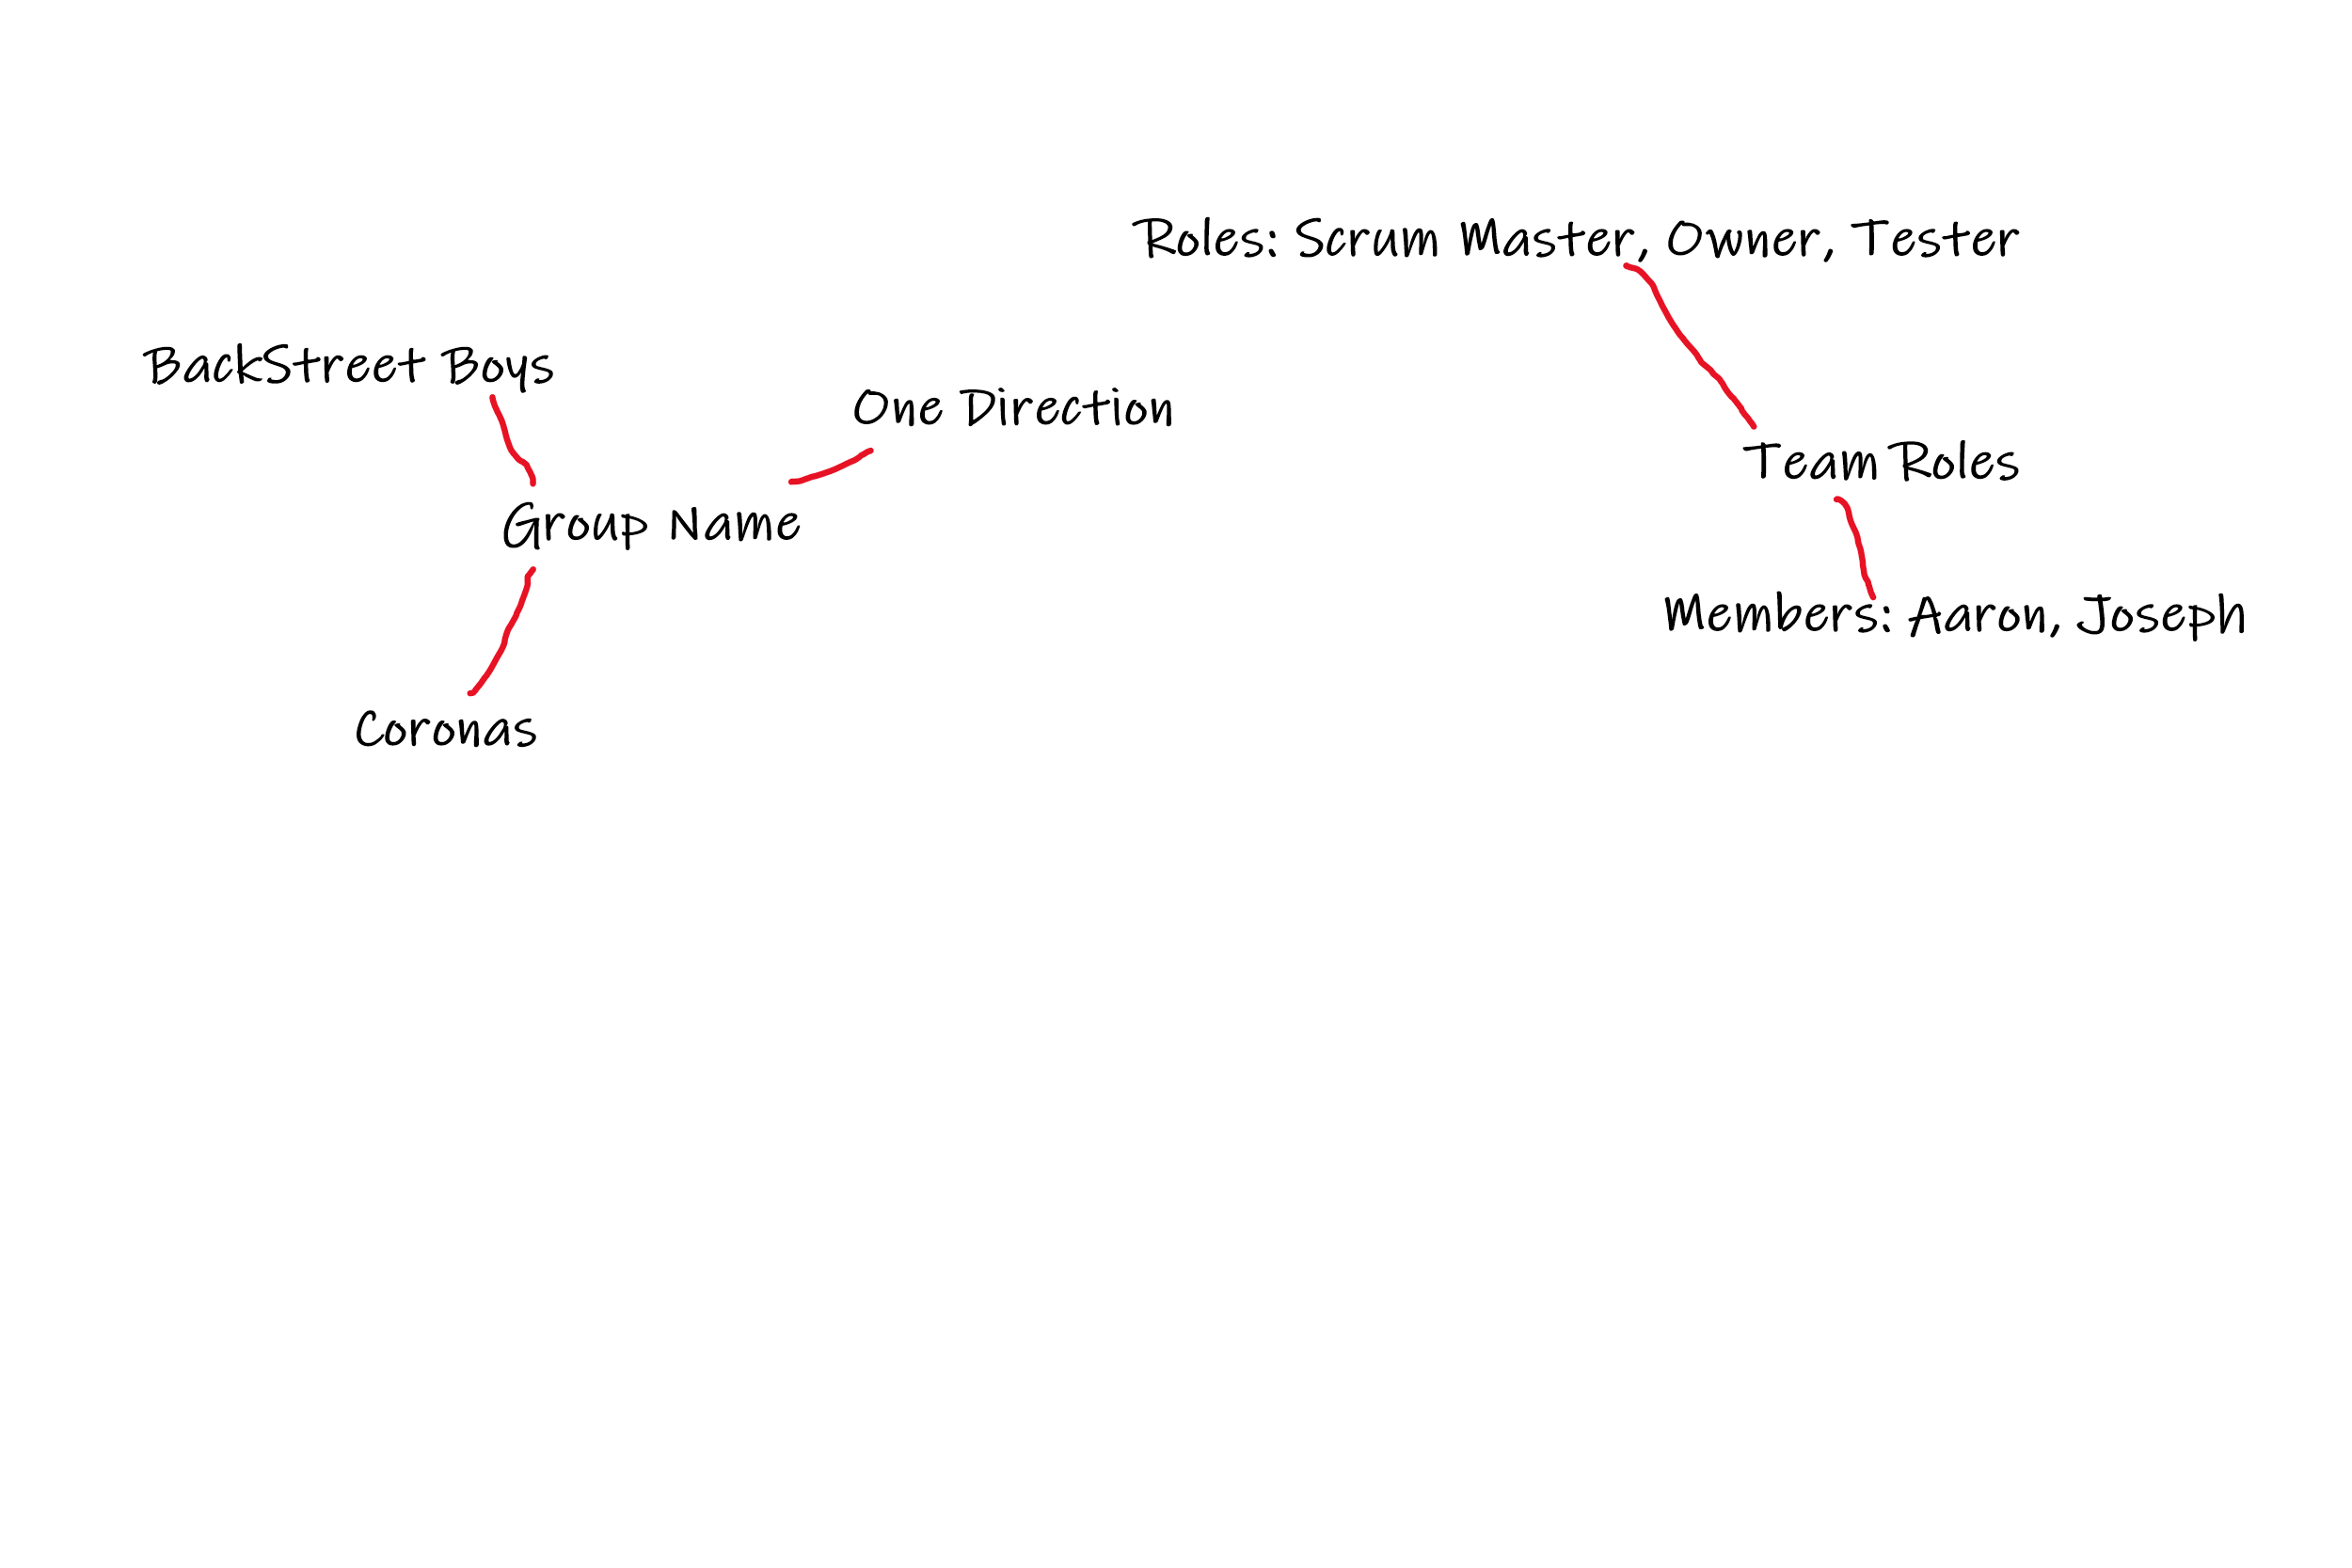 Roles: Scrum Master, Owner, Tester
BackStreet Boys
One Direction
Team Roles
Group Name
Members: Aaron, Joseph
Coronas